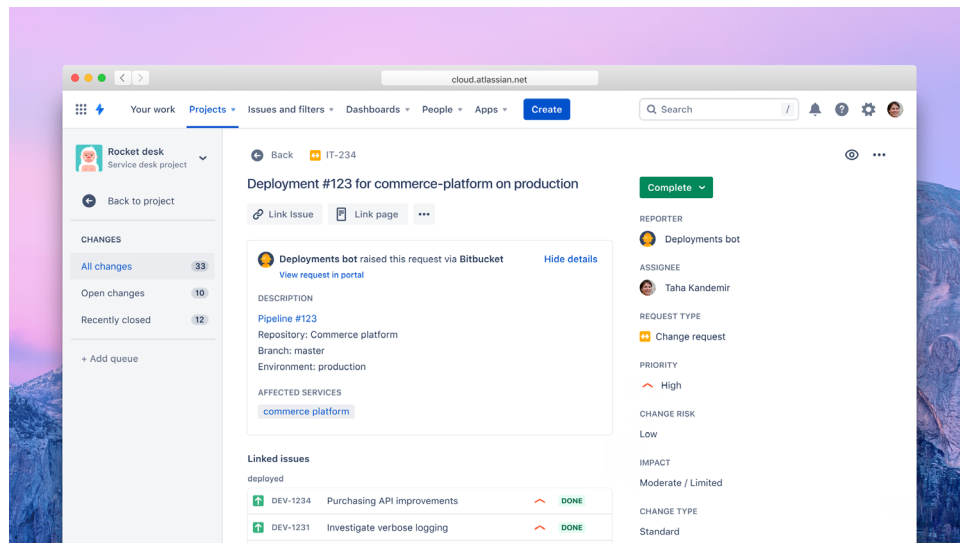 cloud.atlassian.net
Your work Projects Issues and filters Dashboards People Apps Create Search /
Rocket desk
Service desk project
Back to project
CHANGES
All changes 33
Open changes 10
Recently closed 12
+ Add queue
Back IT-234
Deployment #123 for commerce-platform on production
Link Issue Link page
Deployments bot raised this request via Bitbucket Hide details
View request in portal
DESCRIPTION
Pipeline #123
Repository: Commerce platform
Branch: master
Environment: production
AFFECTED SERVICES
commerce platform
Linked issues
deployed
DEV-1234 Purchasing API improvements DONE
DEV-1231 Investigate verbose logging DONE
Complete
REPORTER
Deployments bot
ASSIGNEE
Taha Kandemir
REQUEST TYPE
Change request
PRIORITY
High
CHANGE RISK
Low
IMPACT
Moderate / Limited
CHANGE TYPE
Standard